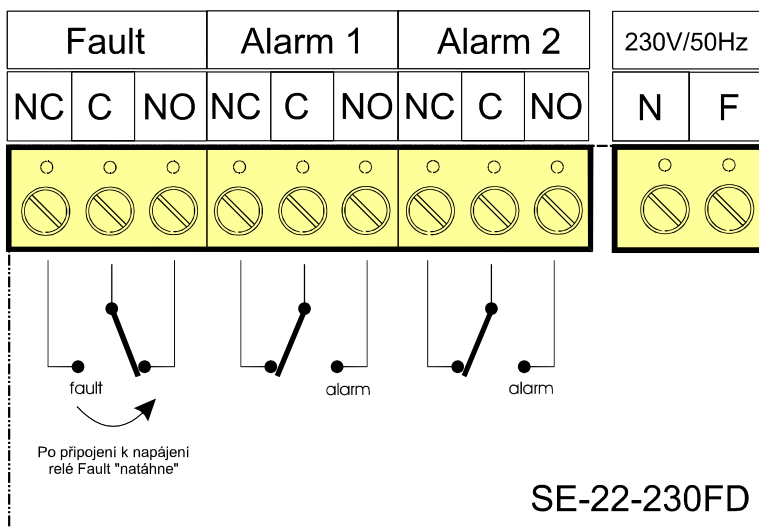 Fault Alarm 1 Alarm 2 230V/50Hz
NC C NO NC C NO NC C NO N F
fault alarm alarm
Po připojení k napájení
relé Fault "natáhne"
SE-22-230FD